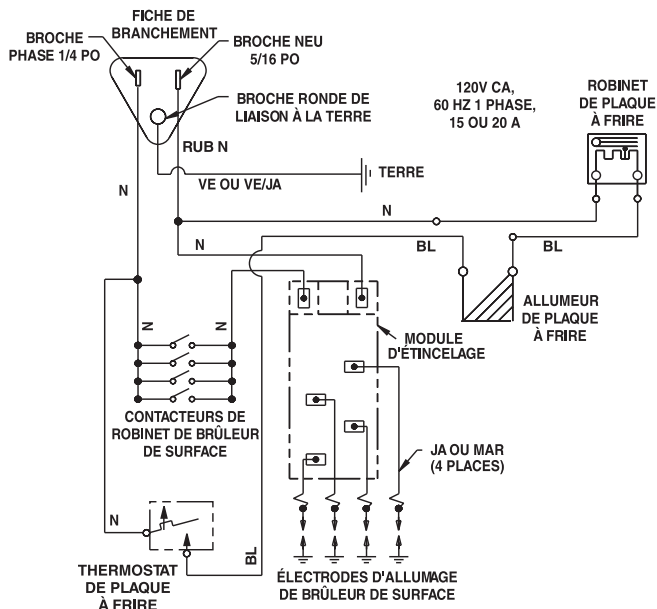 FICHE DE
BRANCHEMENT
BROCHE
PHASE 1/4 PO
BROCHE NEU
5/16 PO
BROCHE RONDE DE
LIAISON À LA TERRE
120V CA,
60 HZ 1 PHASE,
15 OU 20 A
ROBINET
DE PLAQUE
À FRIRE
RUB N
TERRE
VE OU VE/JA
N
N
N
BL
BL
ALLUMEUR
DE PLAQUE
À FRIRE
MODULE
D'ÉTINCELAGE
N
N
CONTACTEURS DE
ROBINET DE BRÛLEUR
DE SURFACE
JA OU MAR
(4 PLACES)
N
BL
THERMOSTAT
DE PLAQUE
À FRIRE
ÉLECTRODES D'ALLUMAGE
DE BRÛLEUR DE SURFACE